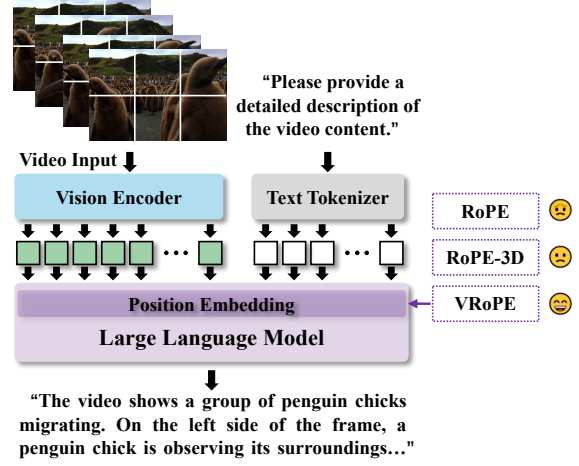 “Please provide a
detailed description of
the video content.”
Video Input
Vision Encoder
Text Tokenizer
RoPE
RoPE-3D
VRoPE
Position Embedding
Large Language Model
“The video shows a group of penguin chicks
migrating. On the left side of the frame, a
penguin chick is observing its surroundings…”